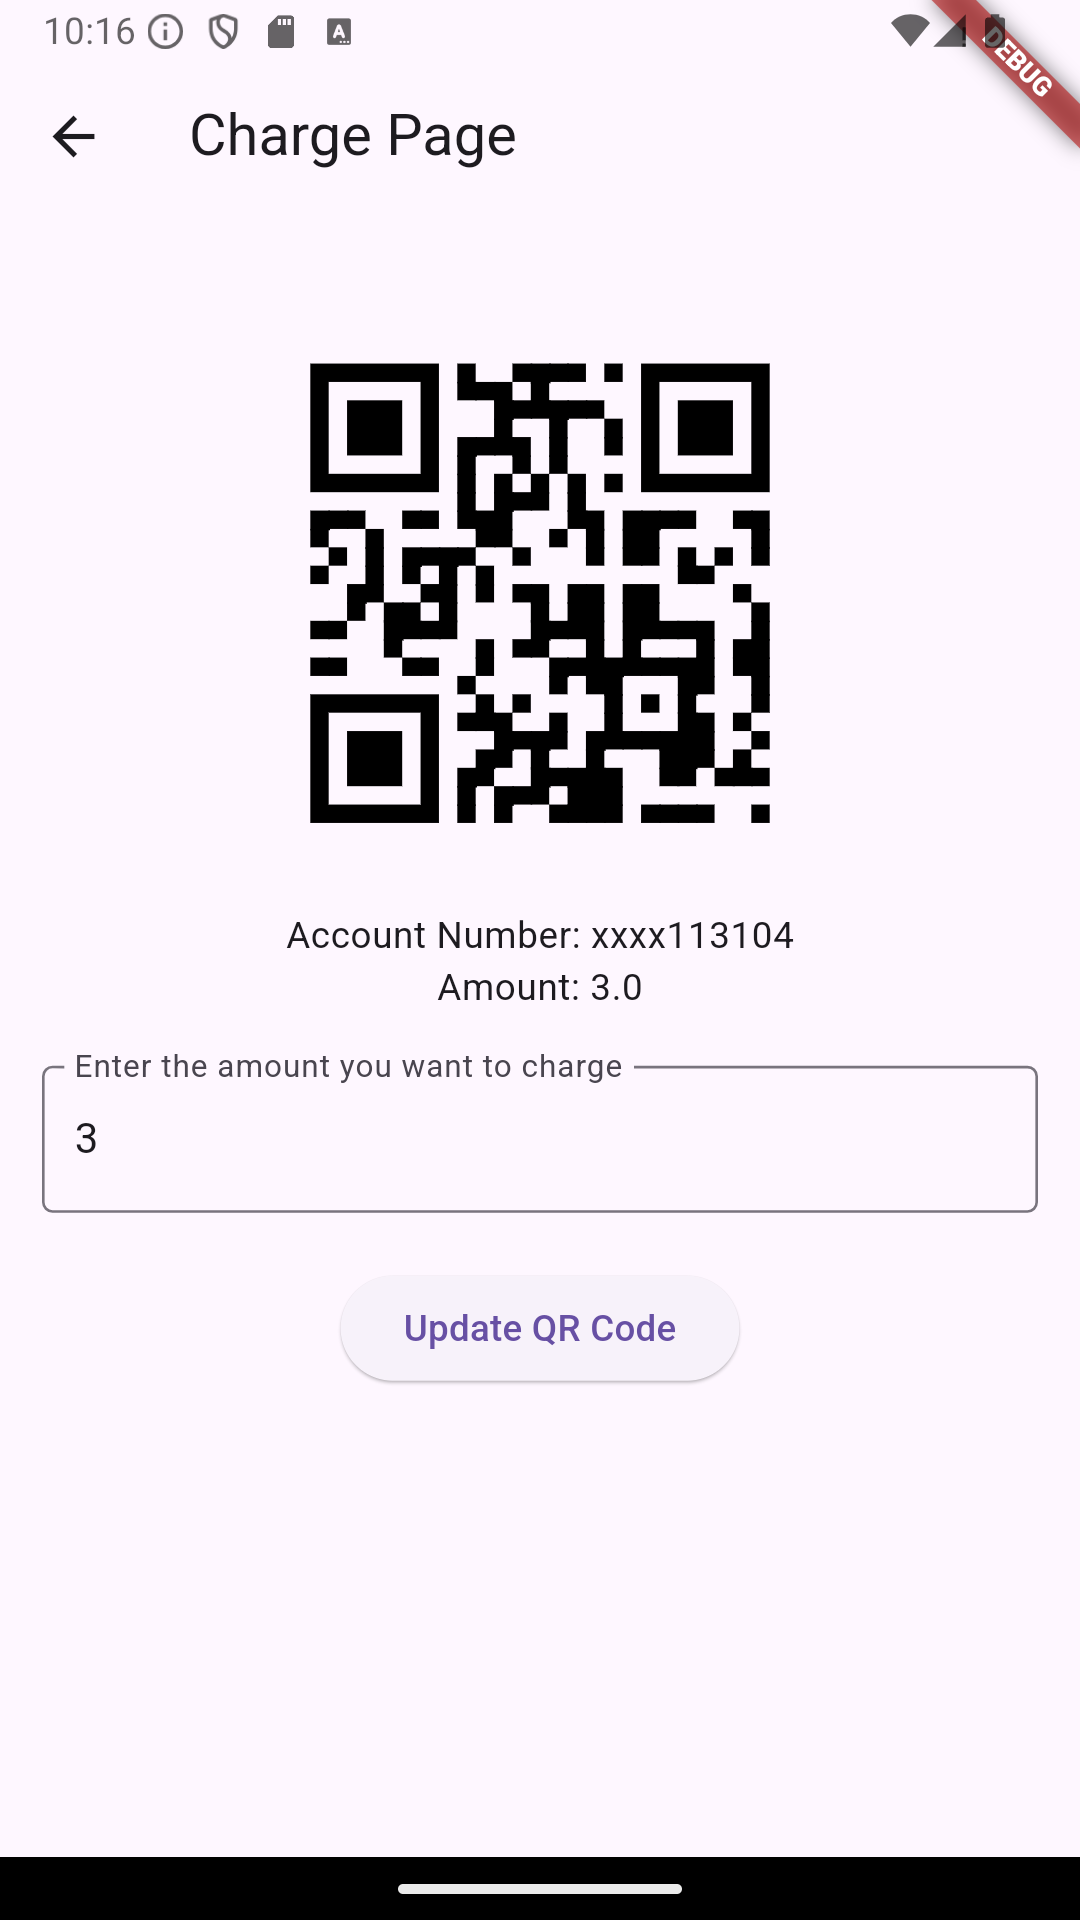 10:16
DEBUG
Charge Page
Account Number: xxxx113104
Amount: 3.0
Enter the amount you want to charge
3
Update QR Code